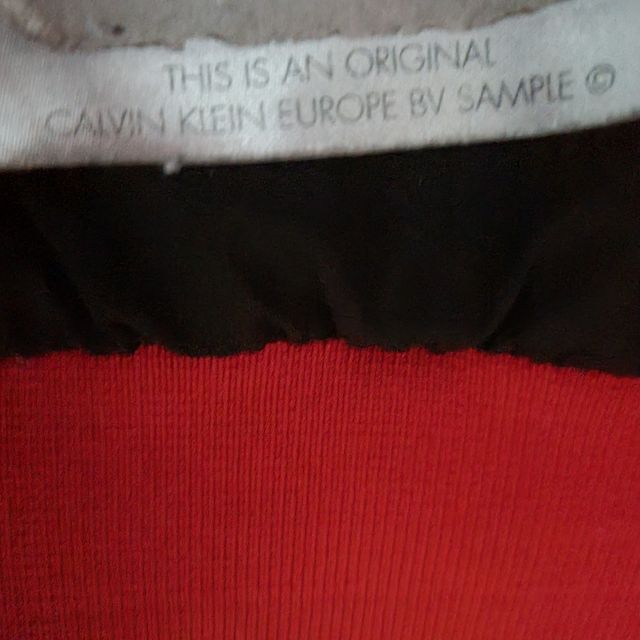 THIS IS AN ORIGINAL
CALVIN KLEIN EUROPE BV SAMPLE ©